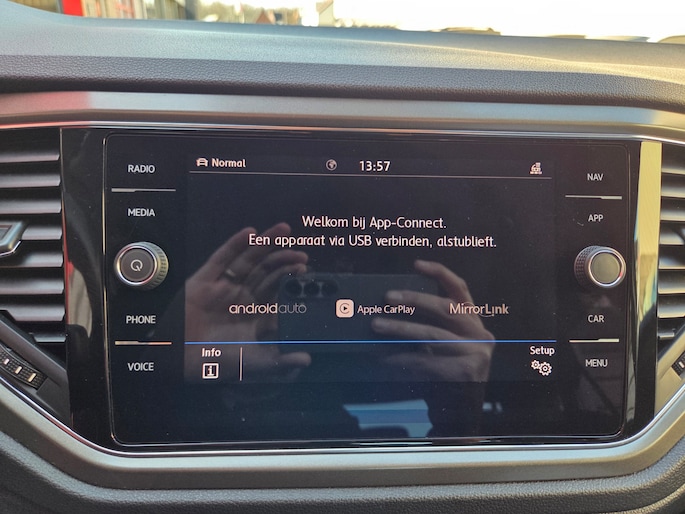 RADIO
MEDIA
PHONE
VOICE
Normal
13:57
Welkom bij App-Connect.
Een apparaat via USB verbinden, alstublieft.
androidauto
Apple CarPlay
MirrorLink
Info
Setup
NAV
APP
CAR
MENU